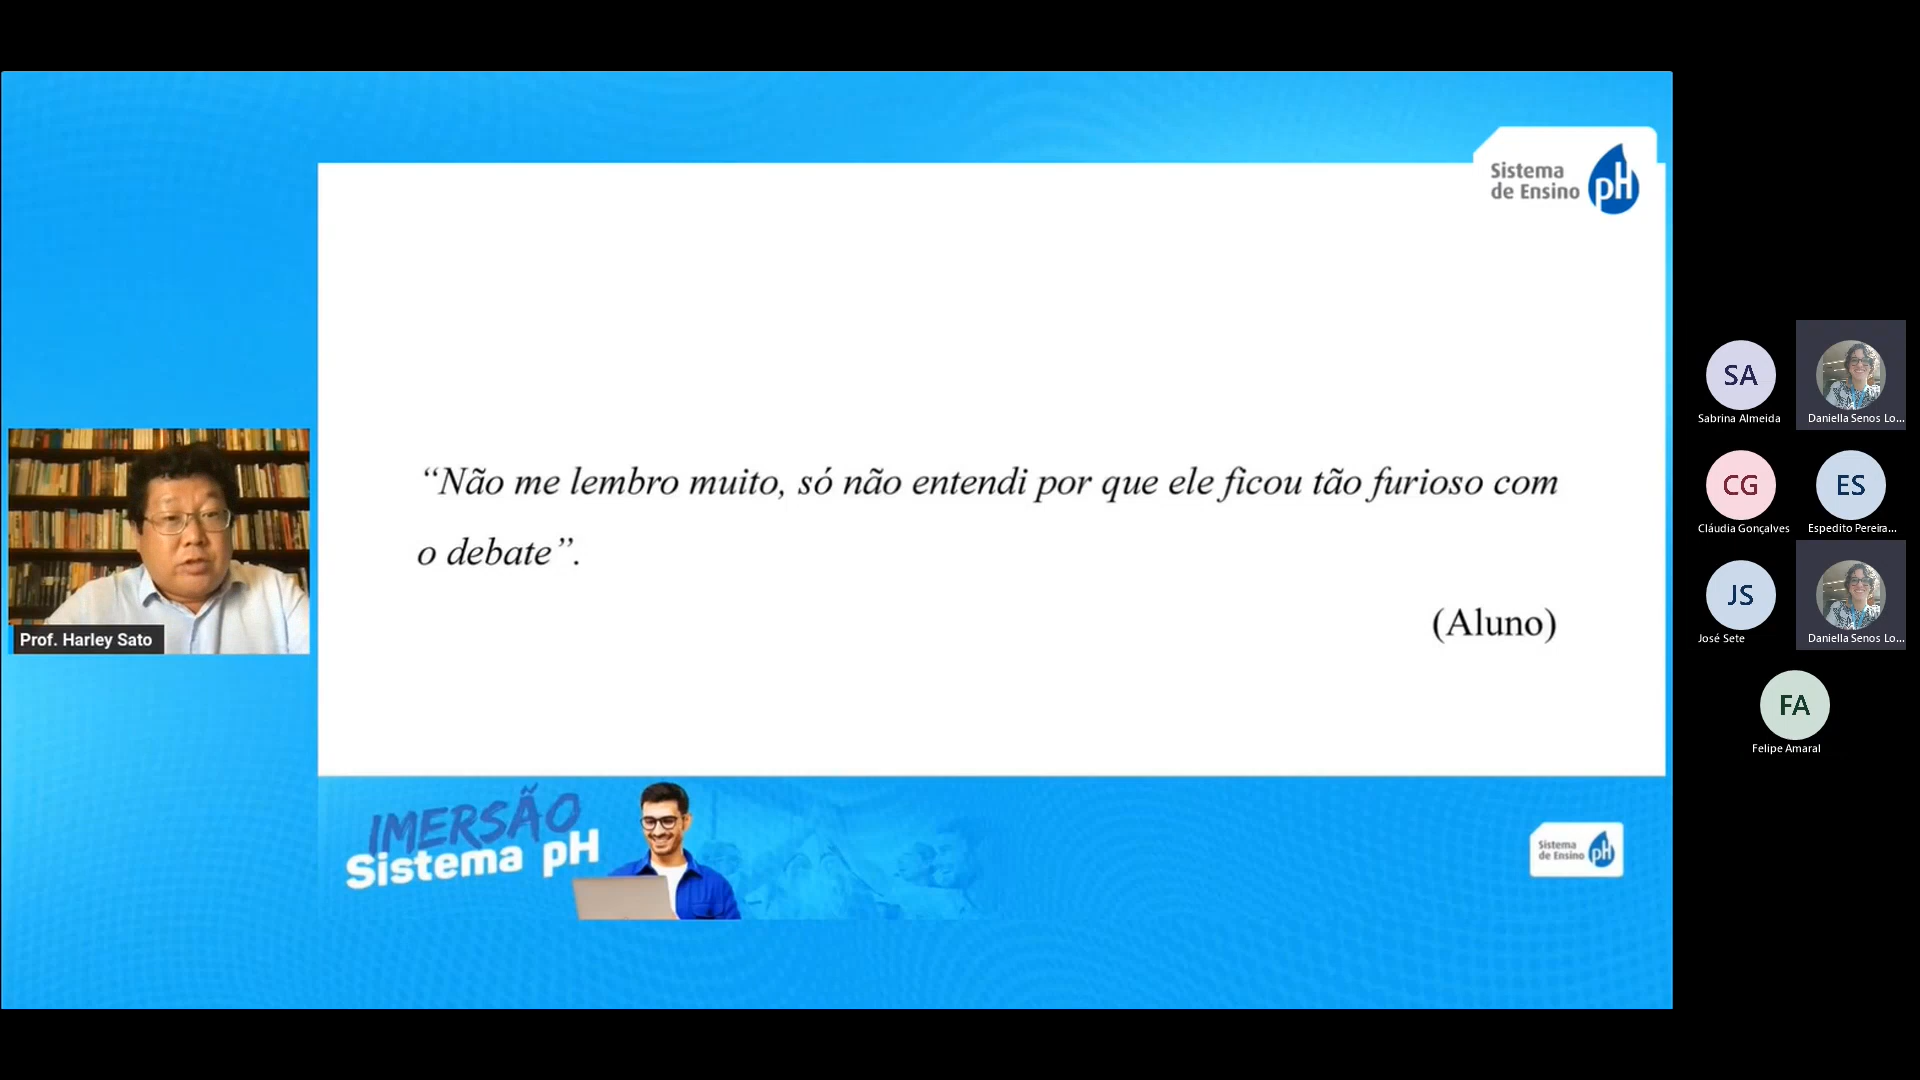 Sistema
de Ensino
pH
“Não me lembro muito, só não entendi por que ele ficou tão furioso com
o debate”.
(Aluno)
Prof. Harley Sato
IMERSÃO
Sistema pH
Sistema
de Ensino
pH
SA
Sabrina Almeida
Daniella Senos Lo...
CG
Cláudia Gonçalves
ES
Espedito Pereira...
JS
José Sete
Daniella Senos Lo...
FA
Felipe Amaral